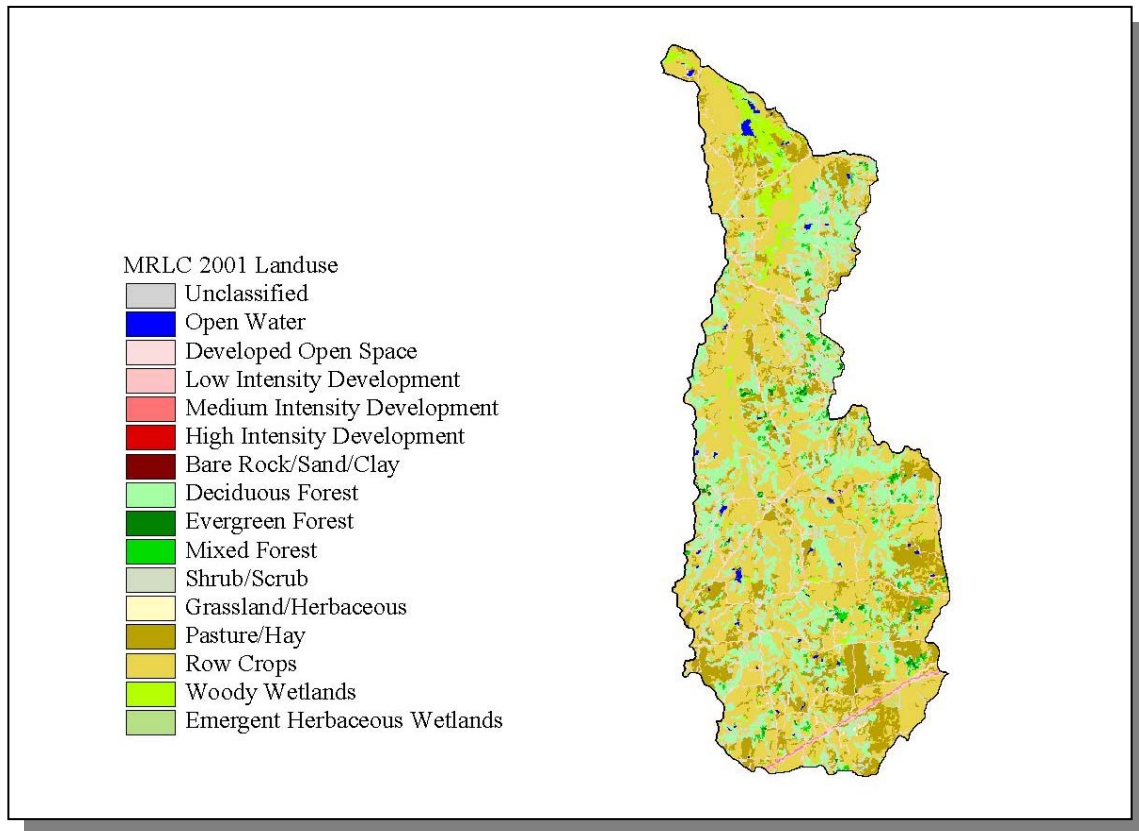 MRLC 2001 Landuse
Unclassified
Open Water
Developed Open Space
Low Intensity Development
Medium Intensity Development
High Intensity Development
Bare Rock/Sand/Clay
Deciduous Forest
Evergreen Forest
Mixed Forest
Shrub/Scrub
Grassland/Herbaceous
Pasture/Hay
Row Crops
Woody Wetlands
Emergent Herbaceous Wetlands